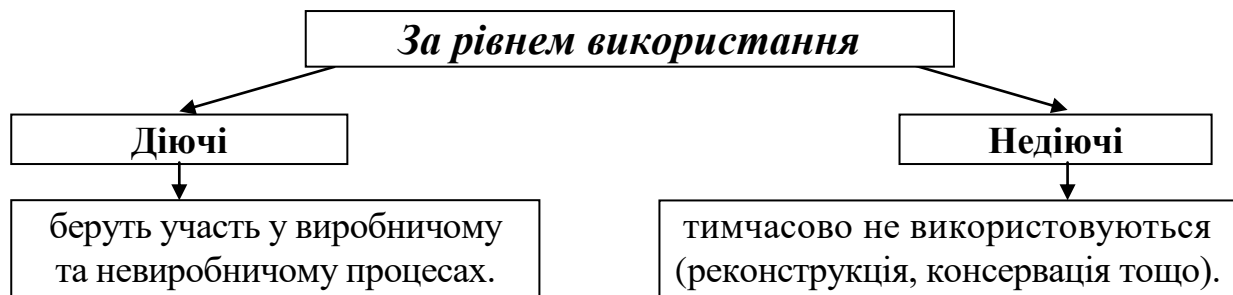 За рівнем використання
Діючі
Недіючі
беруть участь у виробничому
та невиробничому процесах.
тимчасово не використовуються
(реконструкція, консервація тощо).